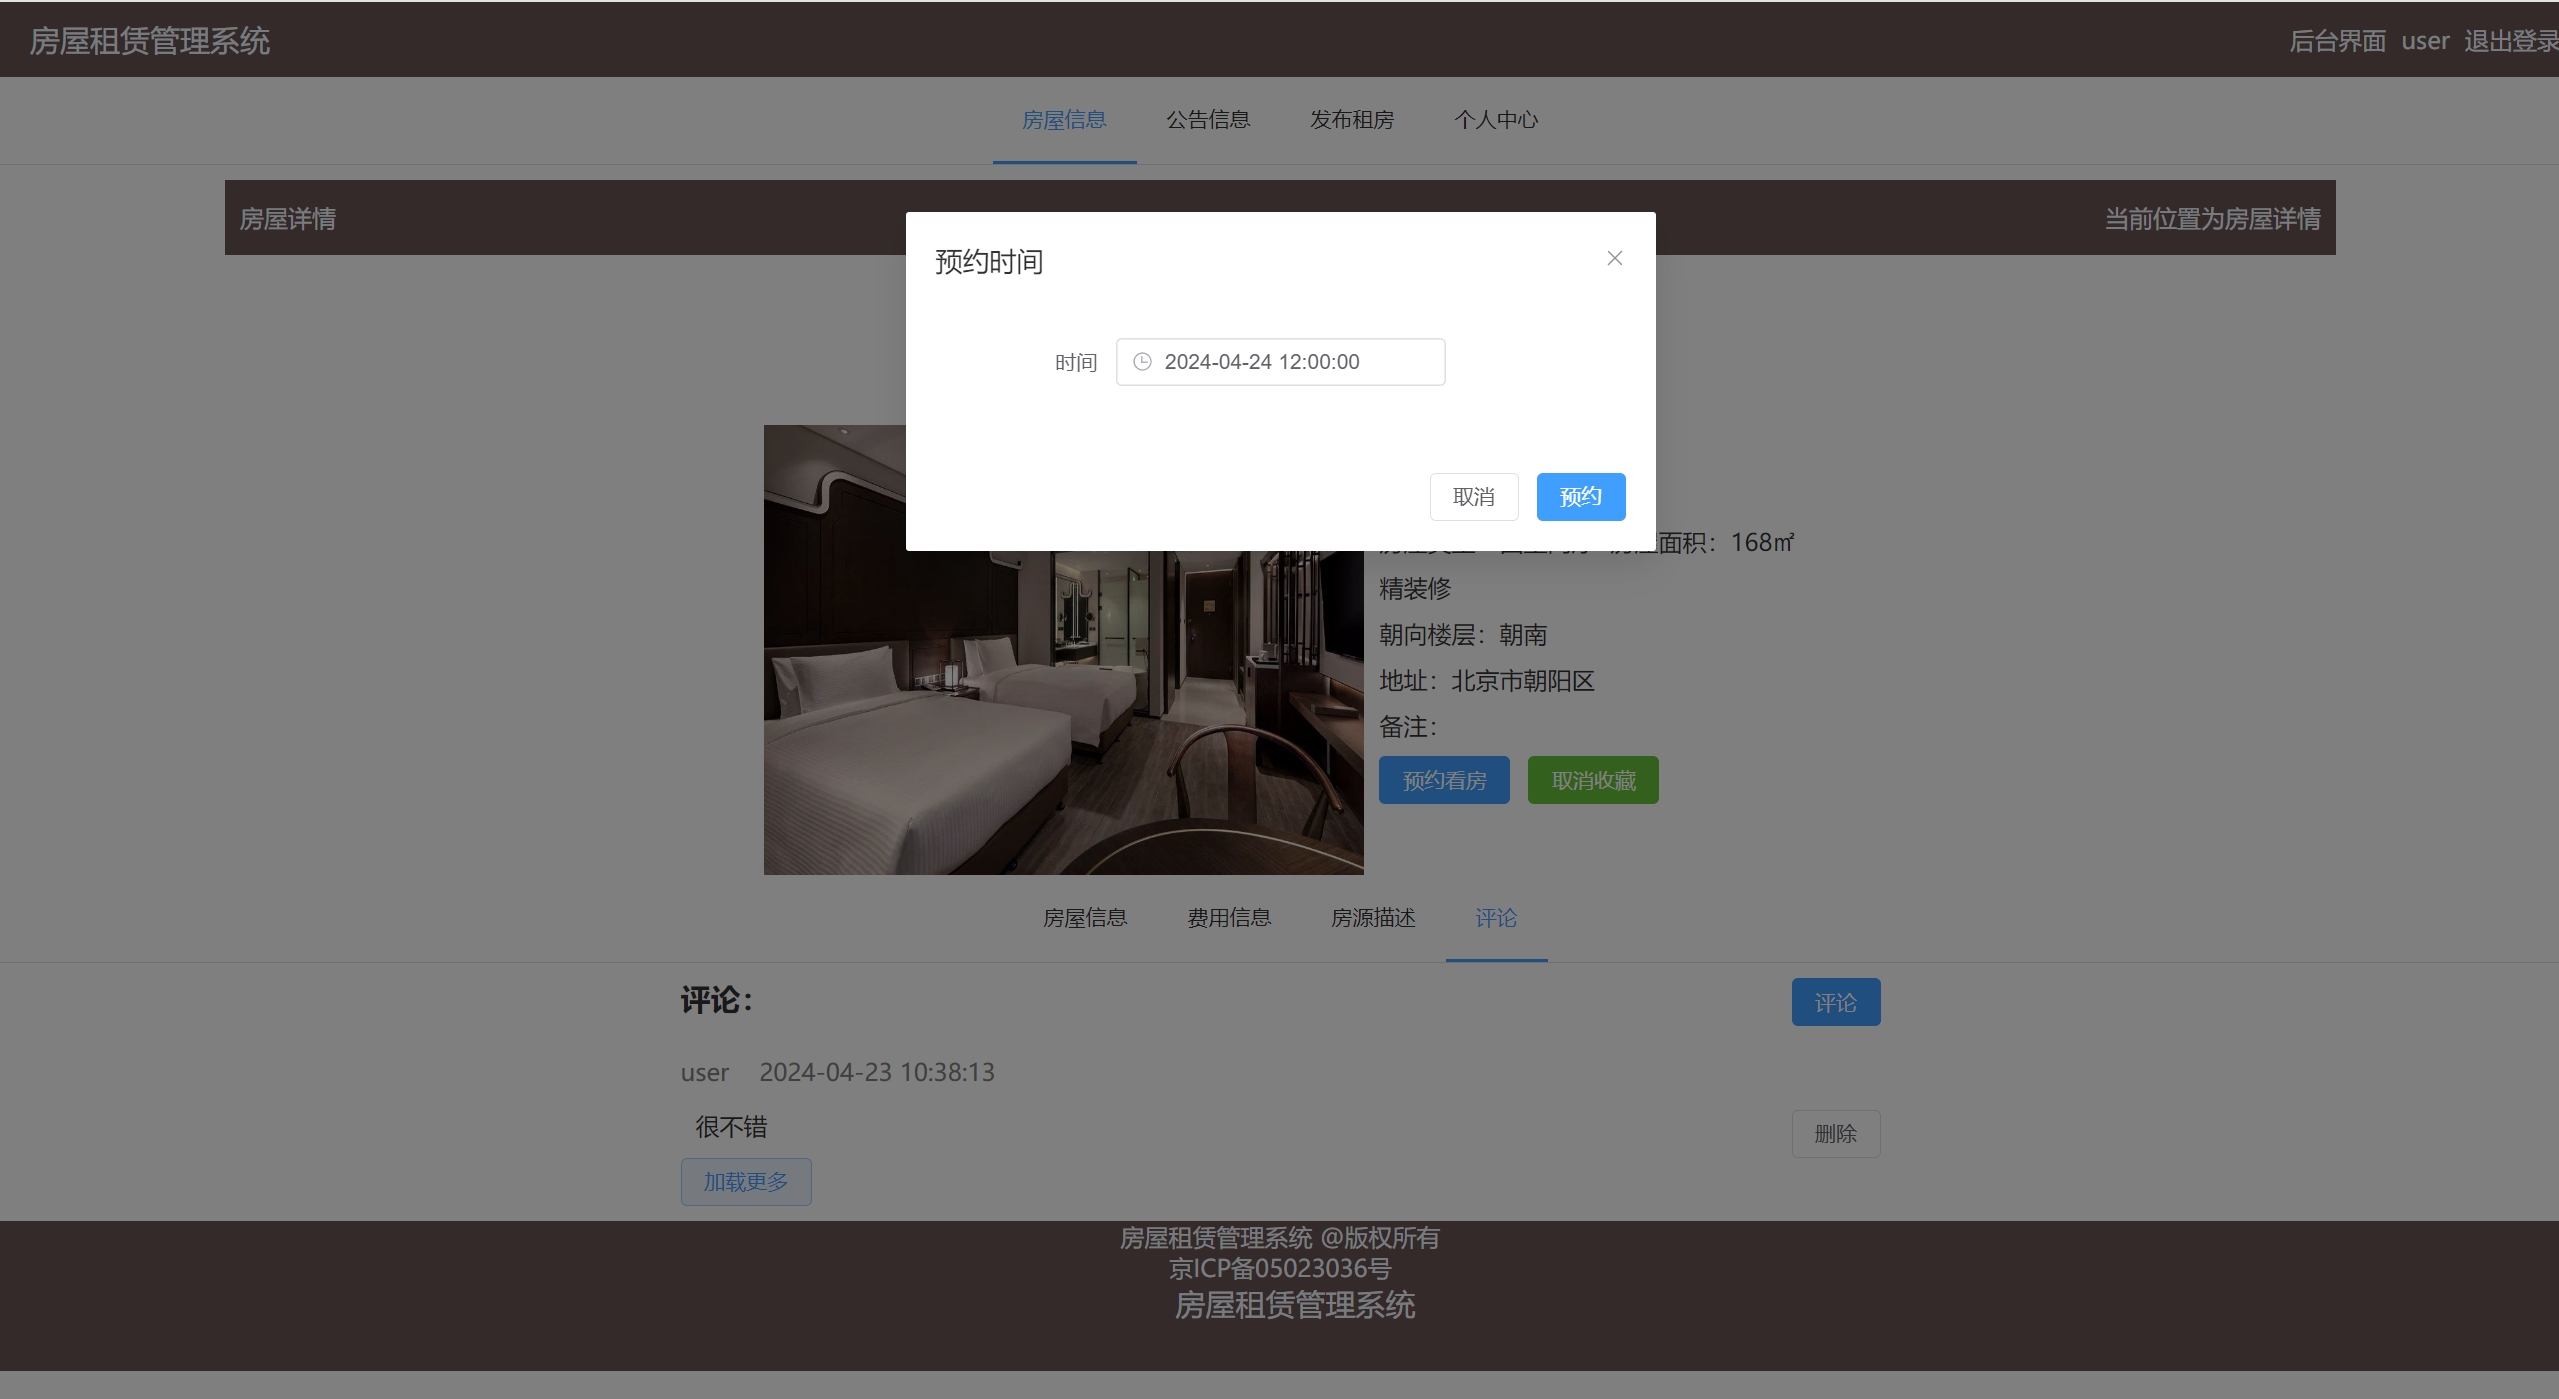 房屋租赁管理系统 后台界面 user 退出登录
房屋信息 公告信息 发布租房 个人中心
房屋详情 当前位置为房屋详情
预约时间
时间 2024-04-24 12:00:00
取消 预约
面积：168㎡
精装修
朝向楼层：朝南
地址：北京市朝阳区
备注：
预约看房 取消收藏
房屋信息 费用信息 房源描述 评论
评论： 评论
user 2024-04-23 10:38:13
很不错 删除
加载更多
房屋租赁管理系统 @版权所有
京ICP备05023036号
房屋租赁管理系统